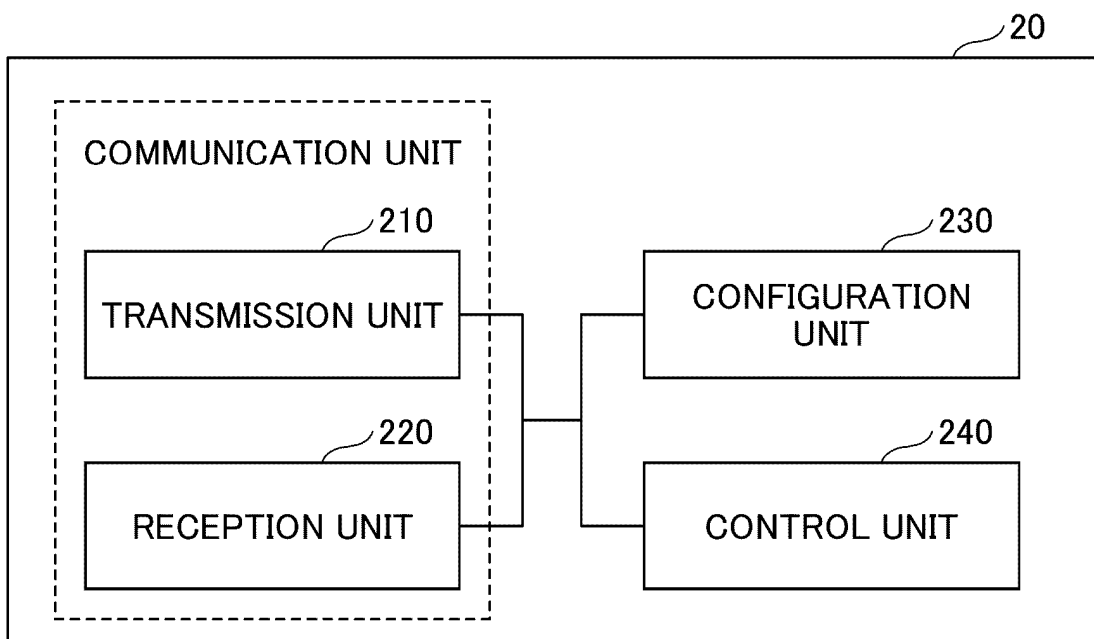 20
COMMUNICATION UNIT
210
TRANSMISSION UNIT
220
RECEPTION UNIT
230
CONFIGURATION
UNIT
240
CONTROL UNIT